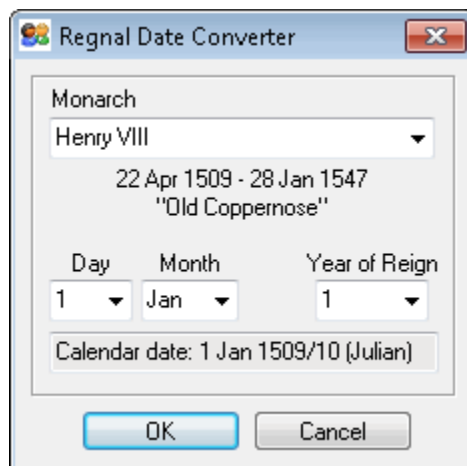 Regnal Date Converter
Monarch
Henry VIII
22 Apr 1509 - 28 Jan 1547
"Old Coppernose"
Day Month Year of Reign
1 Jan 1
Calendar date: 1 Jan 1509/10 (Julian)
OK Cancel